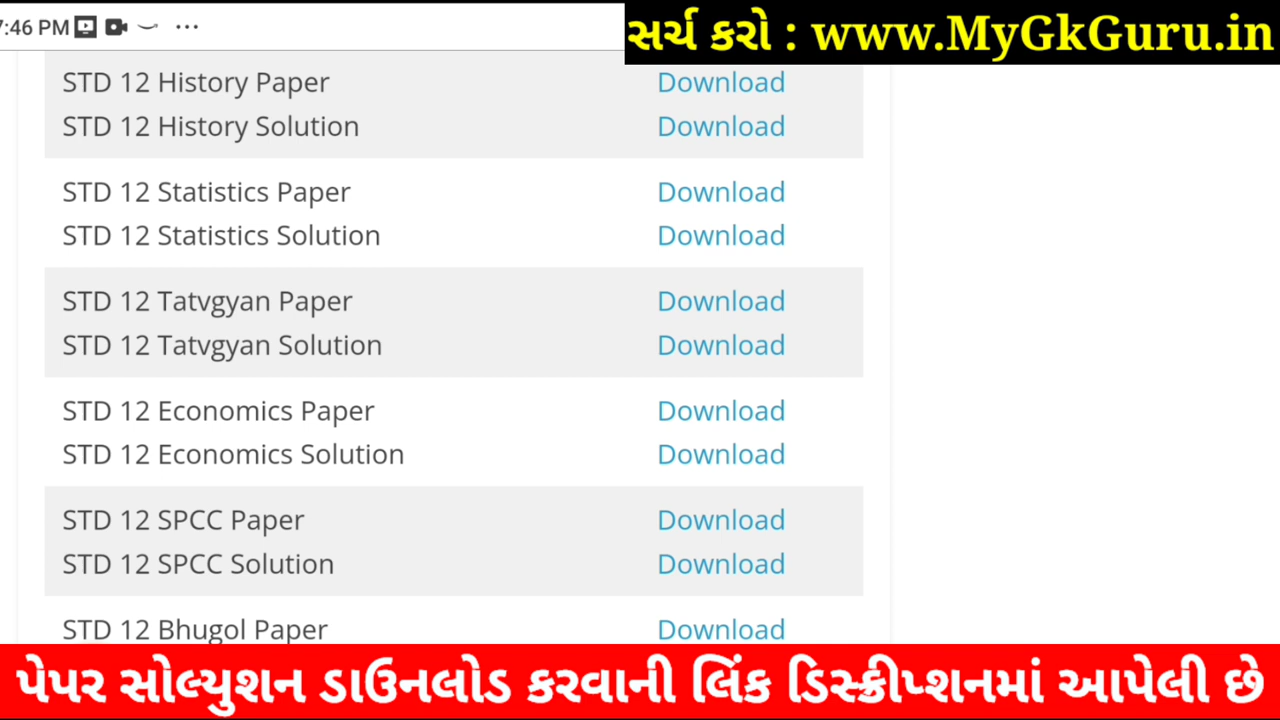 7:46 PM
સર્ચ કરો : www.MyGkGuru.in
STD 12 History Paper Download
STD 12 History Solution Download
STD 12 Statistics Paper Download
STD 12 Statistics Solution Download
STD 12 Tatvgyan Paper Download
STD 12 Tatvgyan Solution Download
STD 12 Economics Paper Download
STD 12 Economics Solution Download
STD 12 SPCC Paper Download
STD 12 SPCC Solution Download
STD 12 Bhugol Paper Download
પેપર સોલ્યુશન ડાઉનલોડ કરવાની લિંક ડિસ્ક્રીપ્શનમાં આપેલી છે